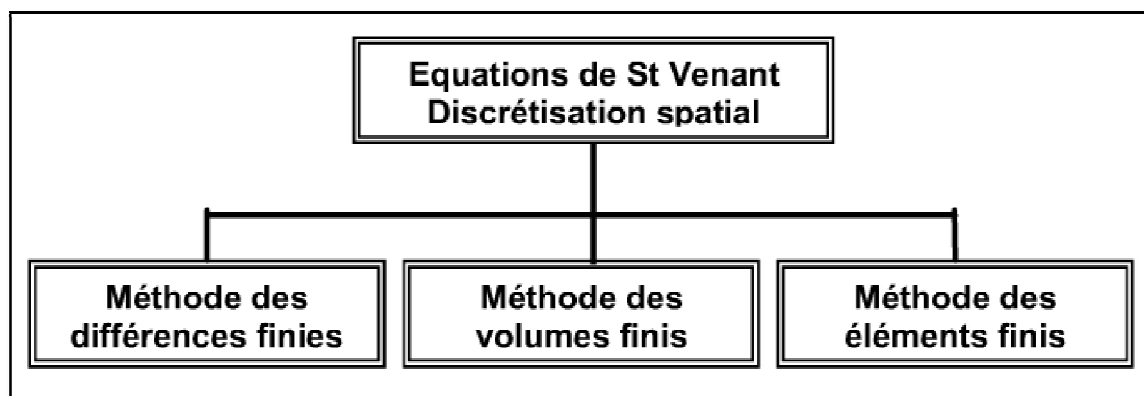 Equations de St Venant
Discrétisation spatial
Méthode des
différences finies
Méthode des
volumes finis
Méthode des
éléments finis